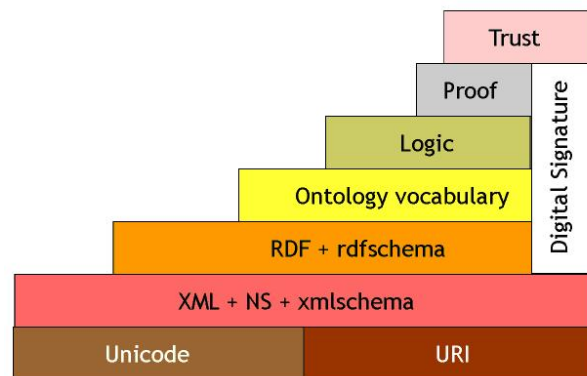 Trust
Proof
Digital Signature
Logic
Ontology vocabulary
RDF + rdfschema
XML + NS + xmlschema
Unicode
URI